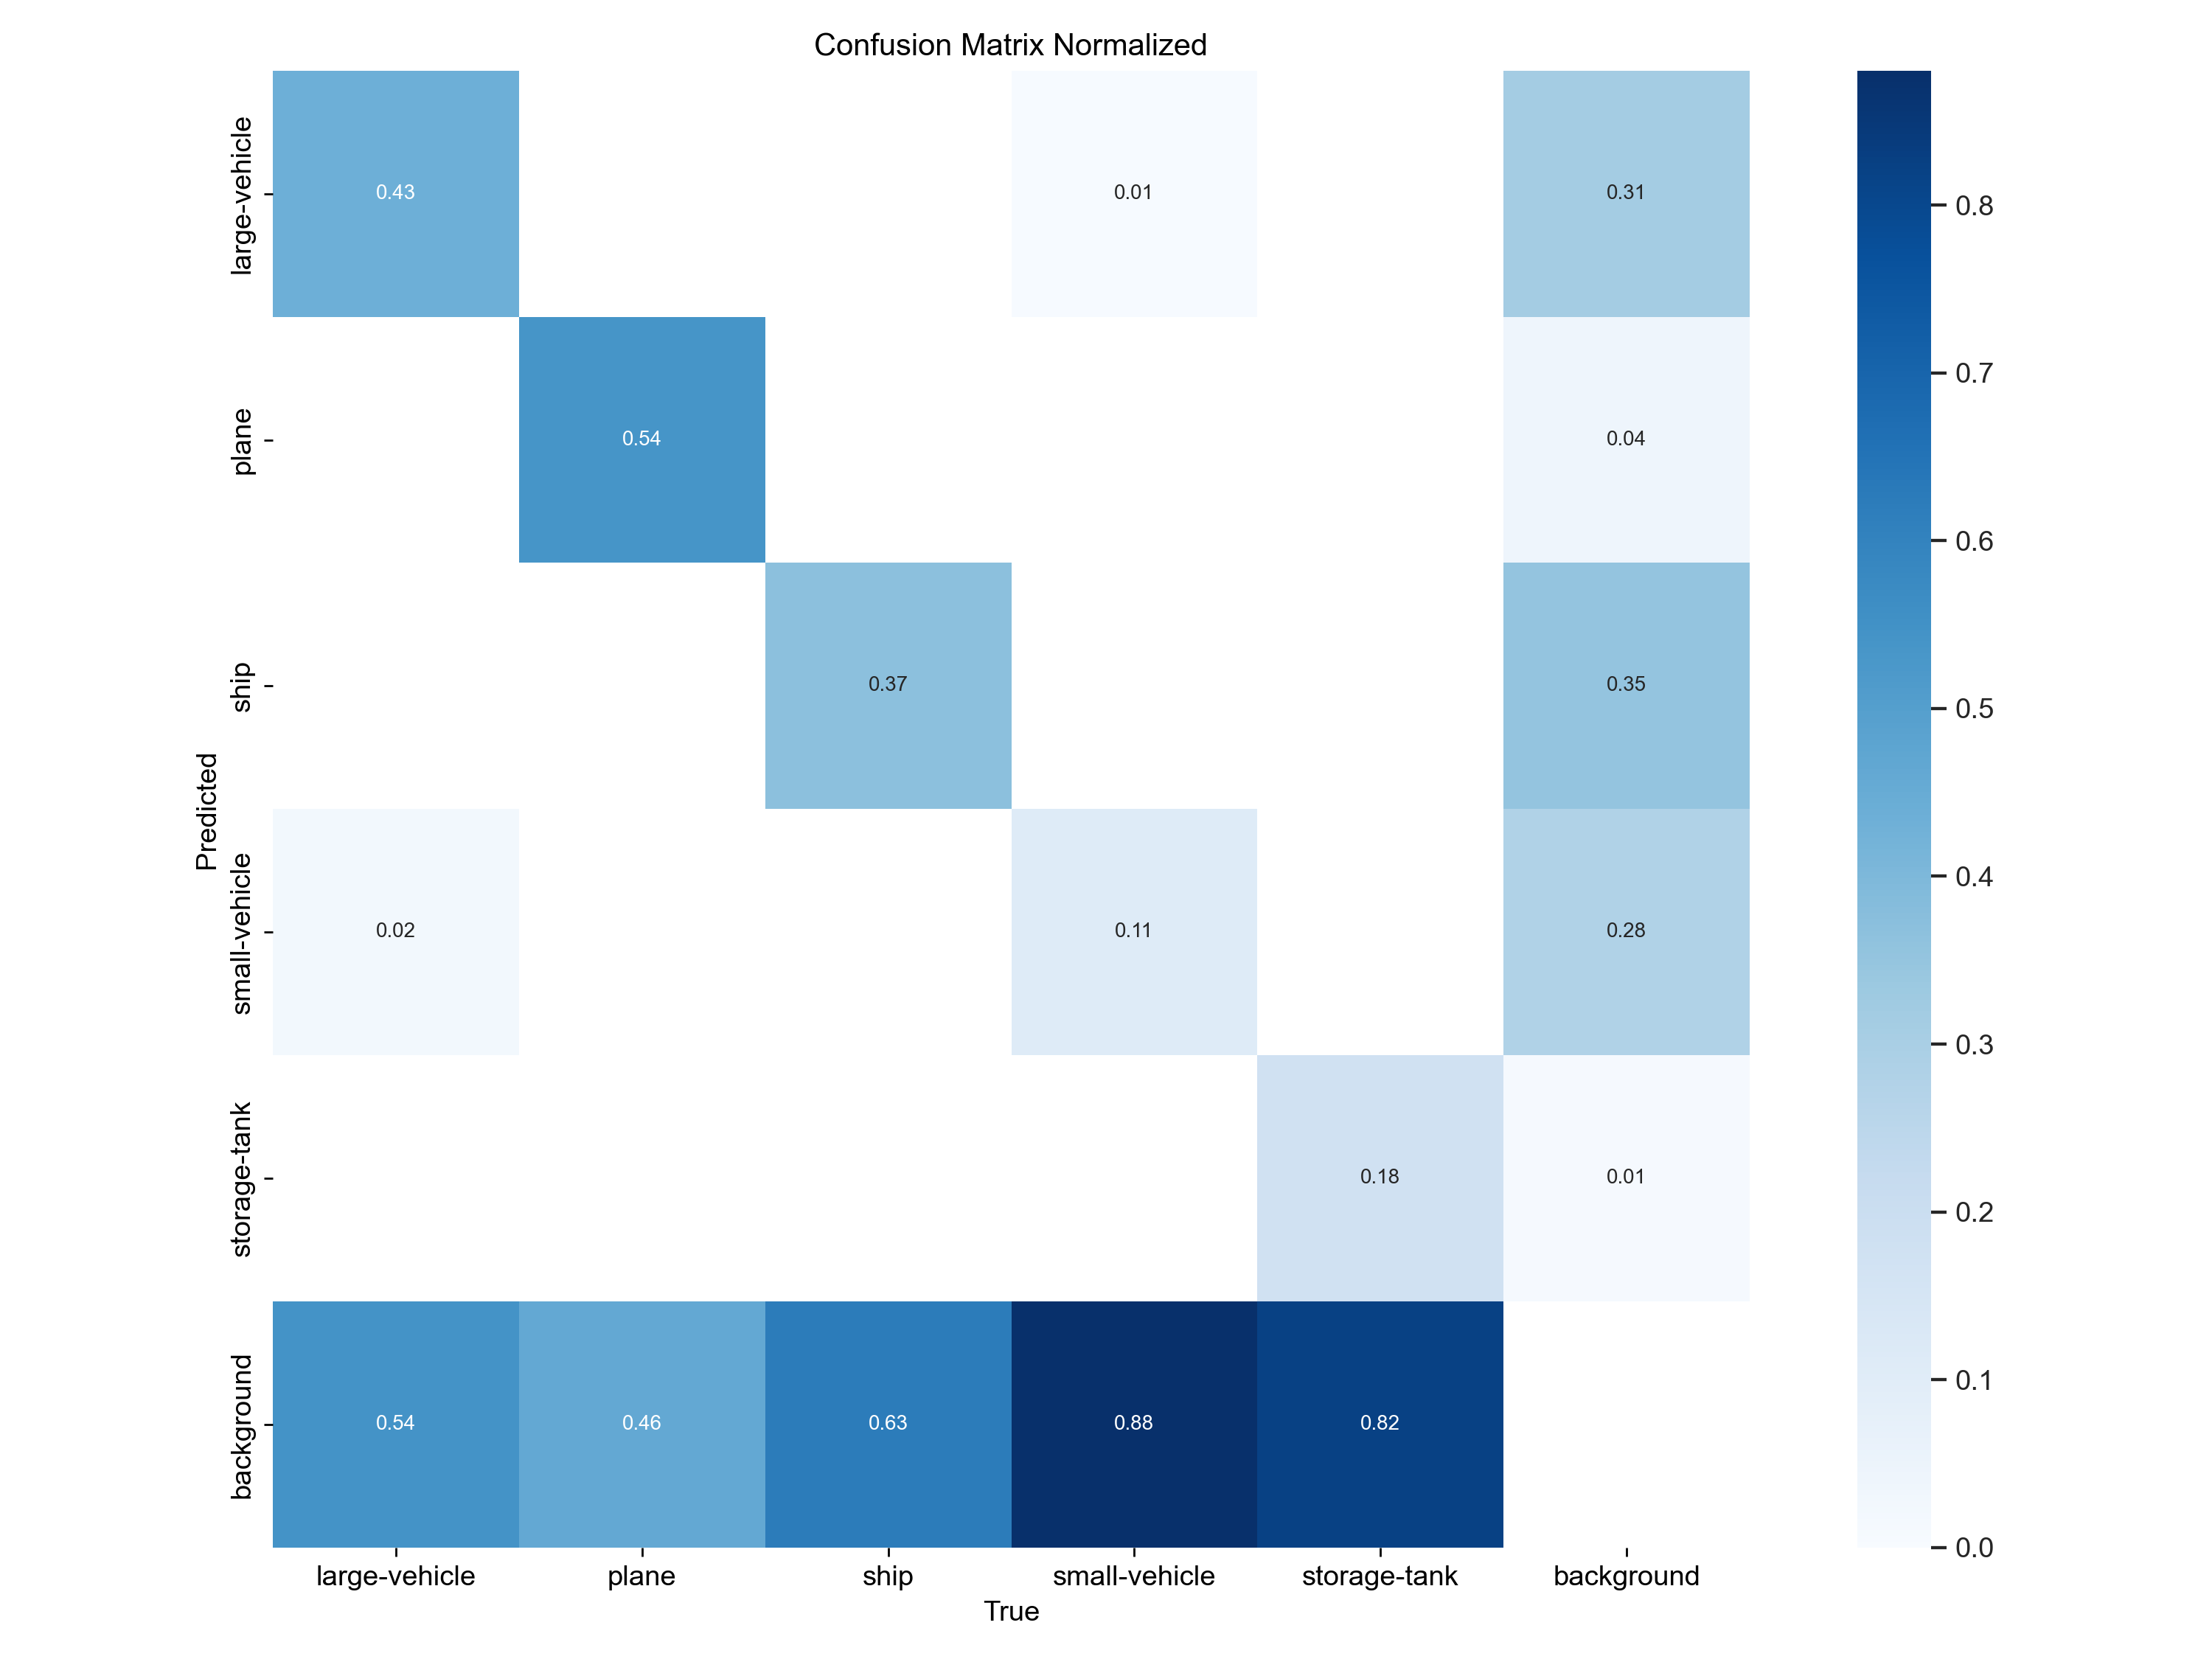 Confusion Matrix Normalized
large-vehicle
0.43
0.01
0.31
plane
0.54
0.04
ship
0.37
0.35
Predicted
small-vehicle
0.02
0.11
0.28
storage-tank
0.18
0.01
background
0.54
0.46
0.63
0.88
0.82
large-vehicle
plane
ship
small-vehicle
storage-tank
background
True
0.8
0.7
0.6
0.5
0.4
0.3
0.2
0.1
0.0